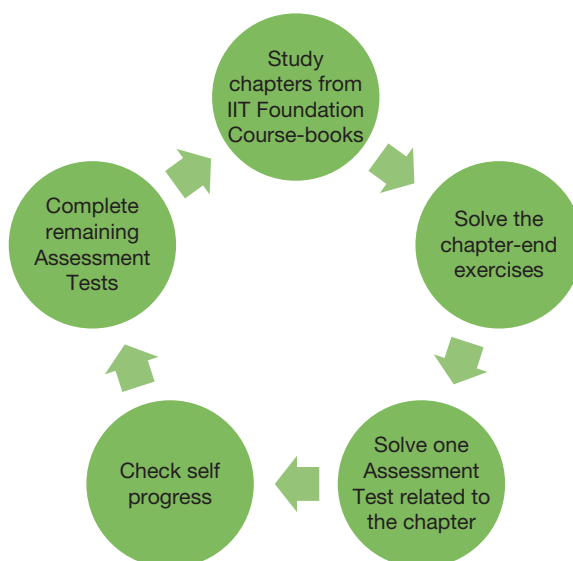 Study
chapters from
IIT Foundation
Course-books
Solve the
chapter-end
exercises
Solve one
Assessment
Test related to
the chapter
Check self
progress
Complete
remaining
Assessment
Tests